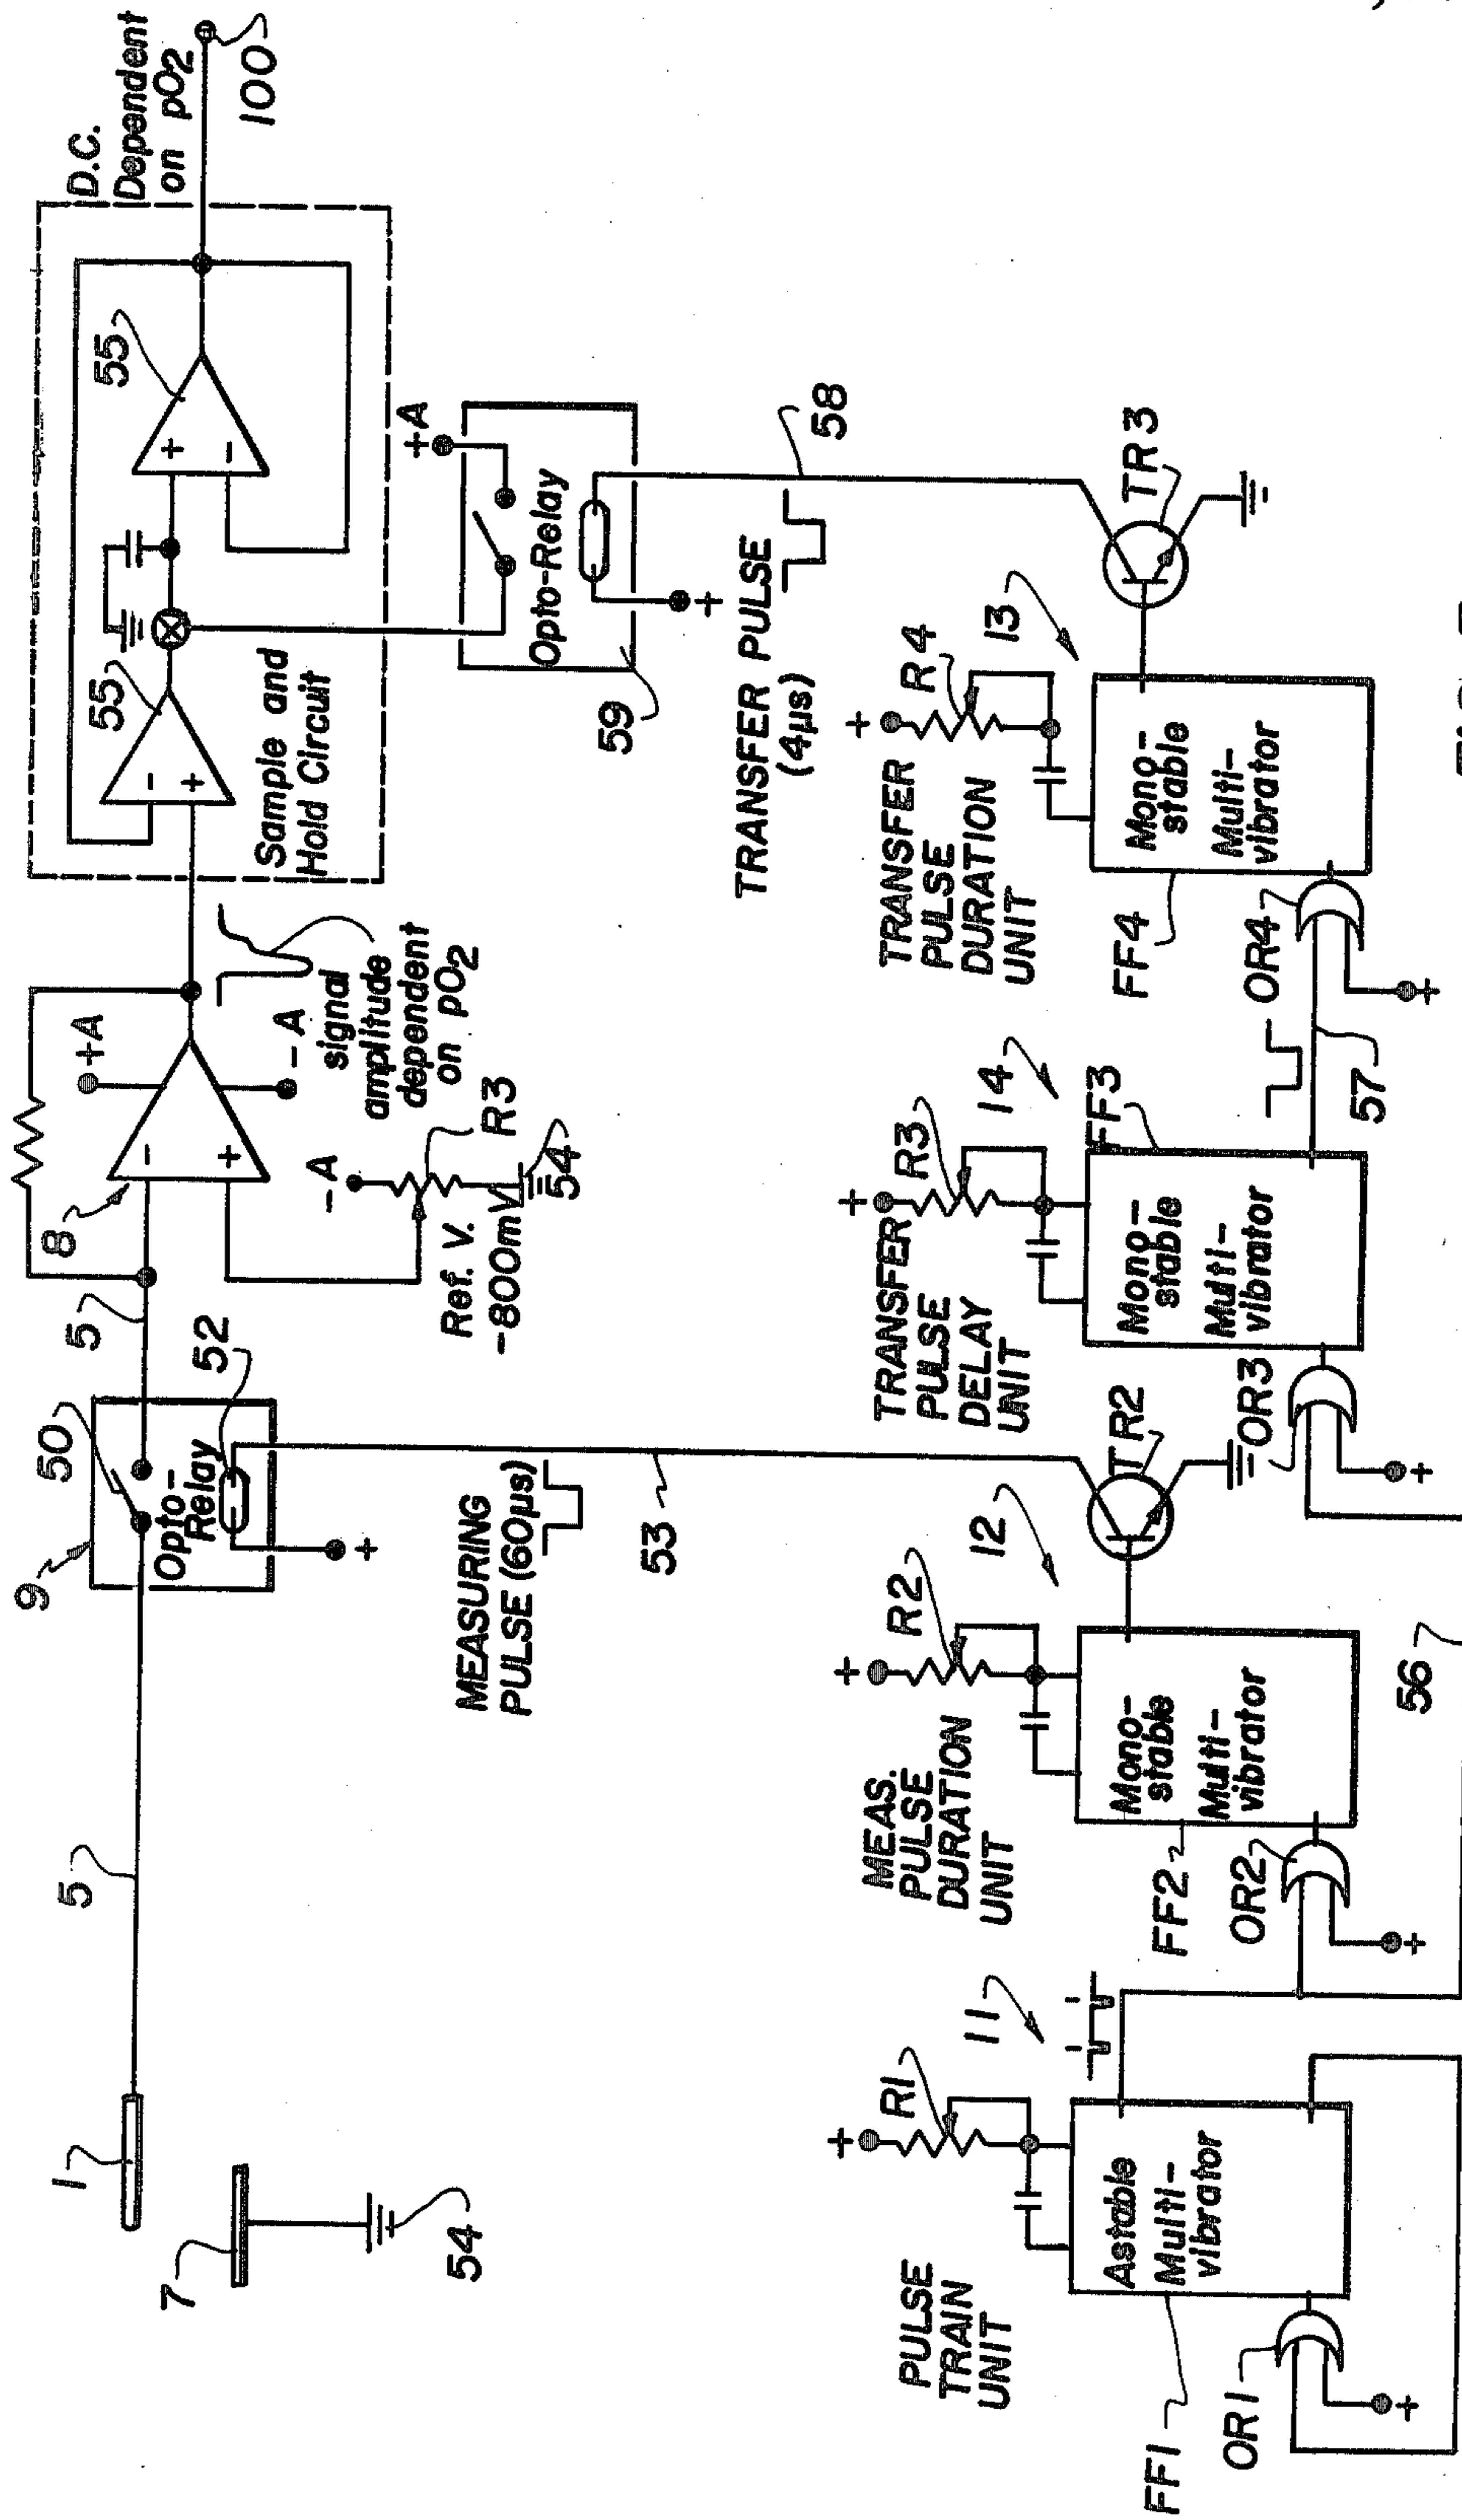 D.C.
Dependent
on pO2
100
55
55
Sample and
Hold Circuit
+
-
-
+
8
+A
-A
signal
amplitude
dependent
on pO2
-A
R3
Ref. V.
-800mV
54
5
50
9
Opto-
Relay
52
+
5
1
7
54
+A
Opto-Relay
59
+
TRANSFER PULSE
(4µs)
58
MEASURING
PULSE (60µs)
53
PULSE
TRAIN
UNIT
+
R1
11
Astable
Multi-
vibrator
FF1
OR1
+
MEAS.
PULSE
DURATION
UNIT
+
R2
12
Mono-
stable
Multi-
vibrator
FF2
OR2
+
TR2
56
TRANSFER
PULSE
DELAY
UNIT
+
R3
14
FF3
Mono-
stable
Multi-
vibrator
OR3
+
57
TRANSFER
PULSE
DURATION
UNIT
+
R4
13
Mono-
stable
Multi-
vibrator
FF4
OR4
+
TR3